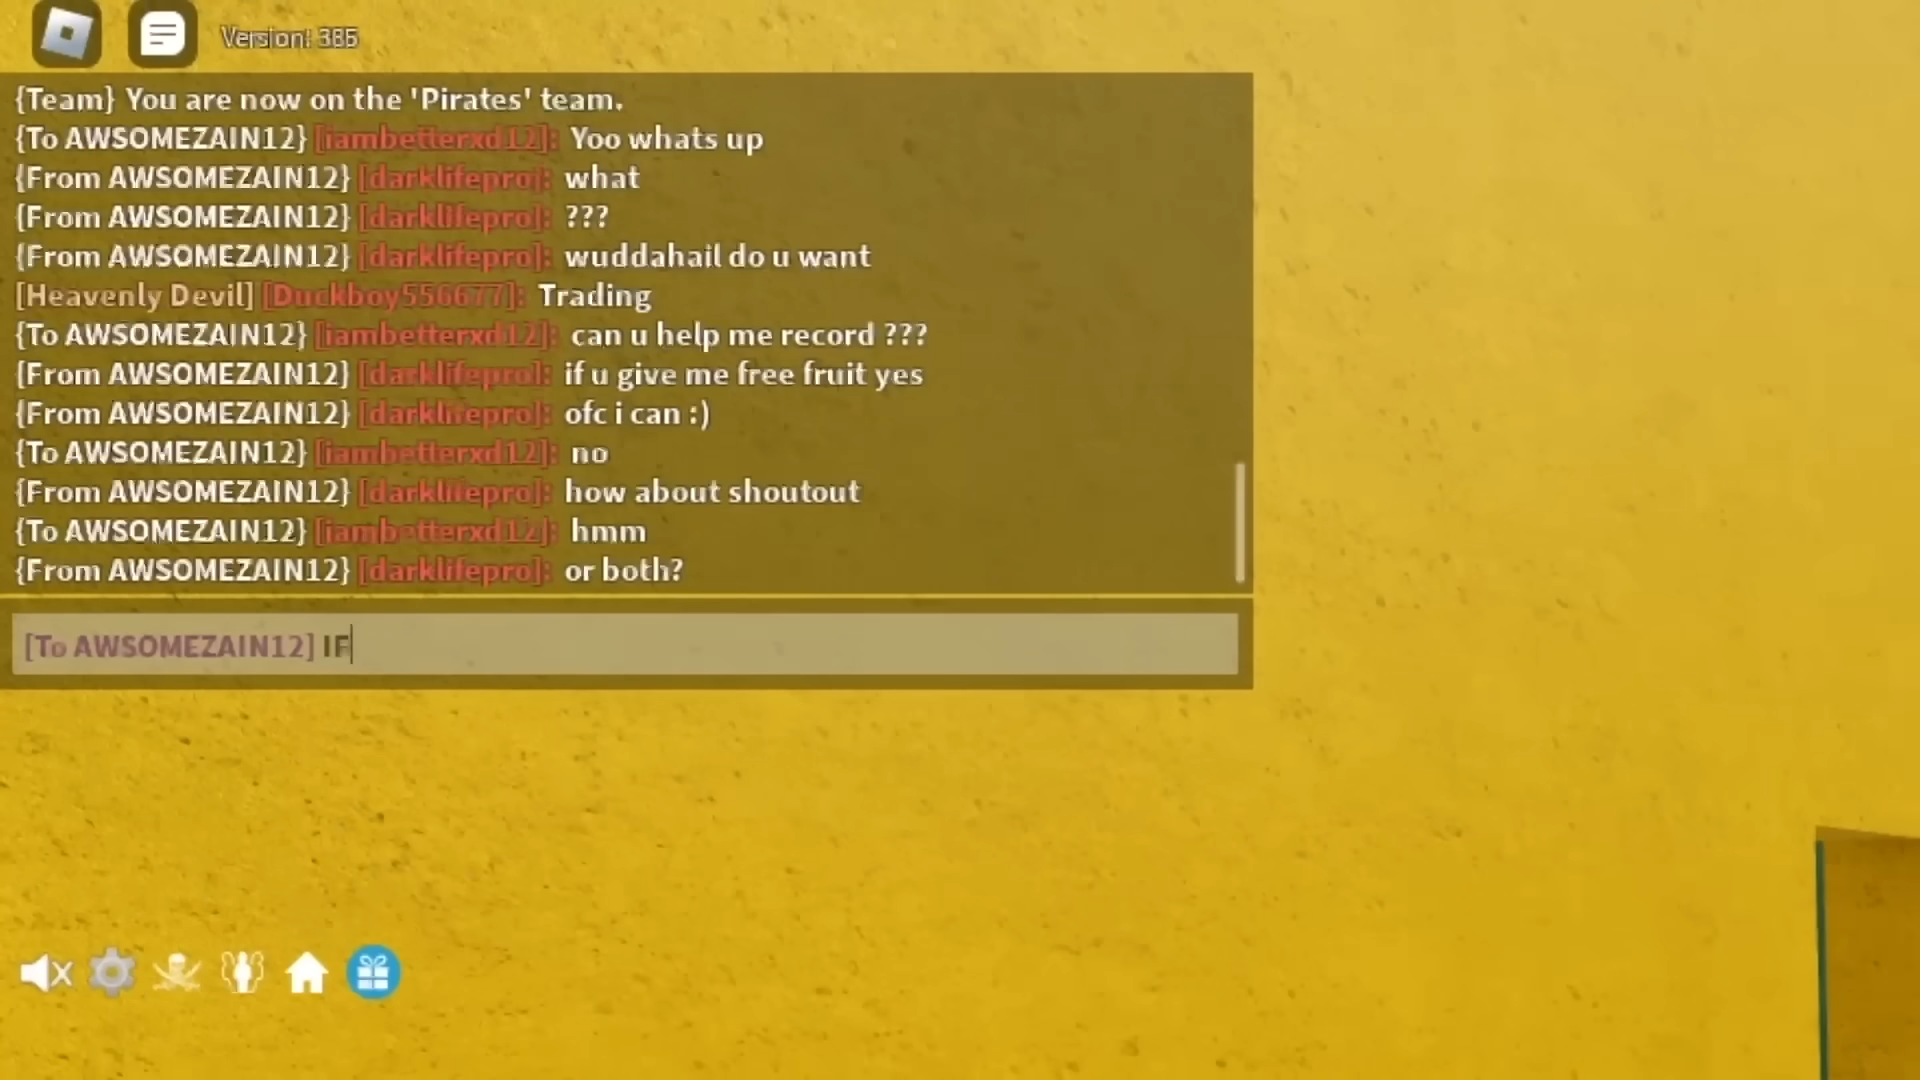 Version: 385
{Team} You are now on the 'Pirates' team.
{To AWSOMEZAIN12} [iambetterxd12]: Yoo whats up
{From AWSOMEZAIN12} [darklifepro]: what
{From AWSOMEZAIN12} [darklifepro]: ???
{From AWSOMEZAIN12} [darklifepro]: wuddahail do u want
[Heavenly Devil] [Duckboy556677]: Trading
{To AWSOMEZAIN12} [iambetterxd12]: can u help me record ???
{From AWSOMEZAIN12} [darklifepro]: if u give me free fruit yes
{From AWSOMEZAIN12} [darklifepro]: ofc i can :)
{To AWSOMEZAIN12} [iambetterxd12]: no
{From AWSOMEZAIN12} [darklifepro]: how about shoutout
{To AWSOMEZAIN12} [iambetterxd12]: hmm
{From AWSOMEZAIN12} [darklifepro]: or both?
[To AWSOMEZAIN12] IF